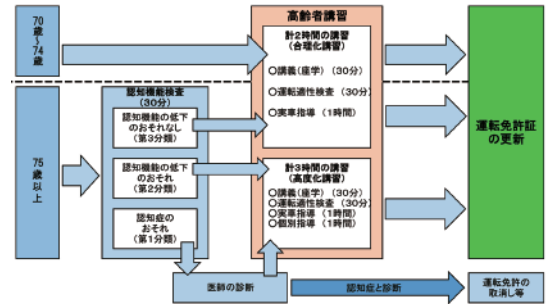 70歳～74歳
高齢者講習
計2時間の講習
(合理化講習)
〇講義(座学)(30分)
〇運転適性検査(30分)
〇実車指導(1時間)
75歳以上
認知機能検査
(30分)
認知機能の低下
のおそれなし
(第3分類)
認知機能の低下
のおそれ
(第2分類)
認知症の
おそれ
(第1分類)
計3時間の講習
(高度化講習)
〇講義(座学)(30分)
〇運転適性検査(30分)
〇実車指導(1時間)
〇個別指導(1時間)
運転免許証
の更新
医師の診断
認知症と診断
運転免許の
取消し等